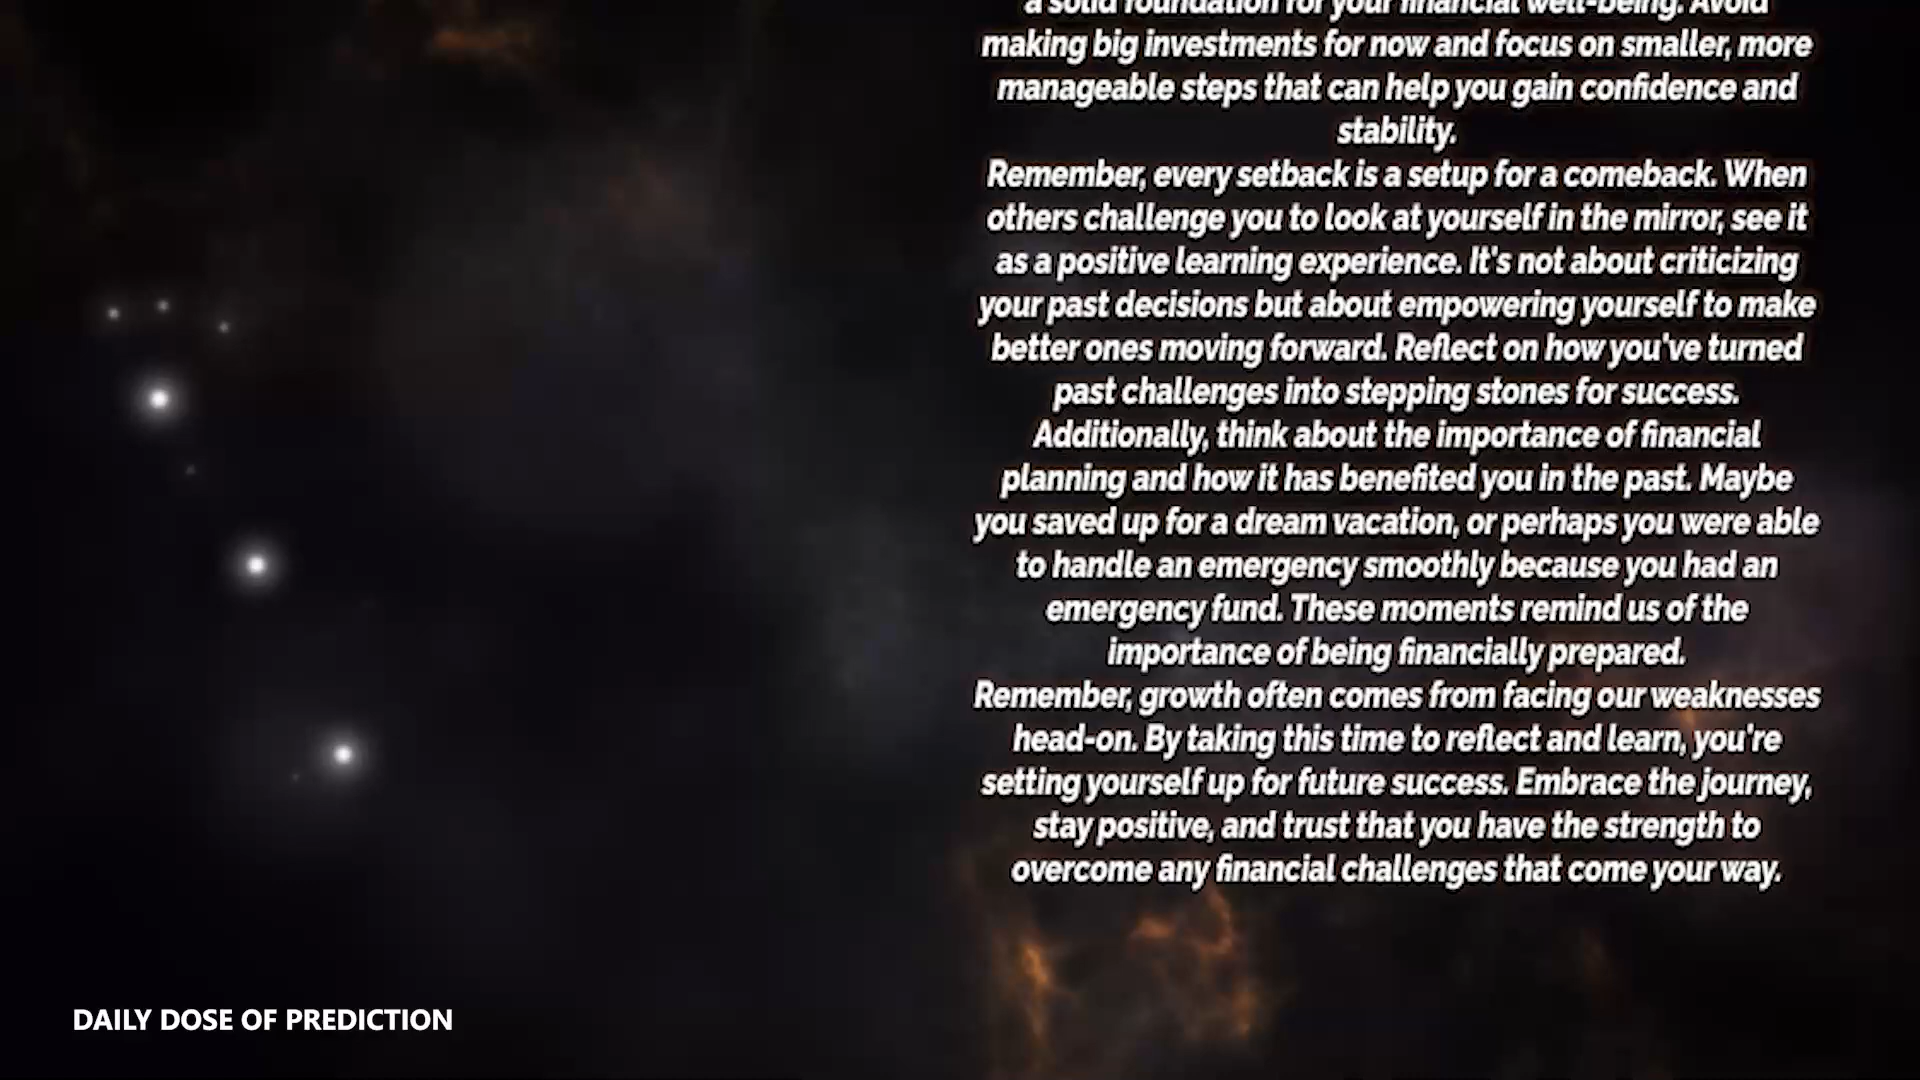 a solid foundation for your financial well-being. Avoid
making big investments for now and focus on smaller, more
manageable steps that can help you gain confidence and
stability.
Remember, every setback is a setup for a comeback. When
others challenge you to look at yourself in the mirror, see it
as a positive learning experience. It's not about criticizing
your past decisions but about empowering yourself to make
better ones moving forward. Reflect on how you've turned
past challenges into stepping stones for success.
Additionally, think about the importance of financial
planning and how it has benefited you in the past. Maybe
you saved up for a dream vacation, or perhaps you were able
to handle an emergency smoothly because you had an
emergency fund. These moments remind us of the
importance of being financially prepared.
Remember, growth often comes from facing our weaknesses
head-on. By taking this time to reflect and learn, you're
setting yourself up for future success. Embrace the journey,
stay positive, and trust that you have the strength to
overcome any financial challenges that come your way.
DAILY DOSE OF PREDICTION